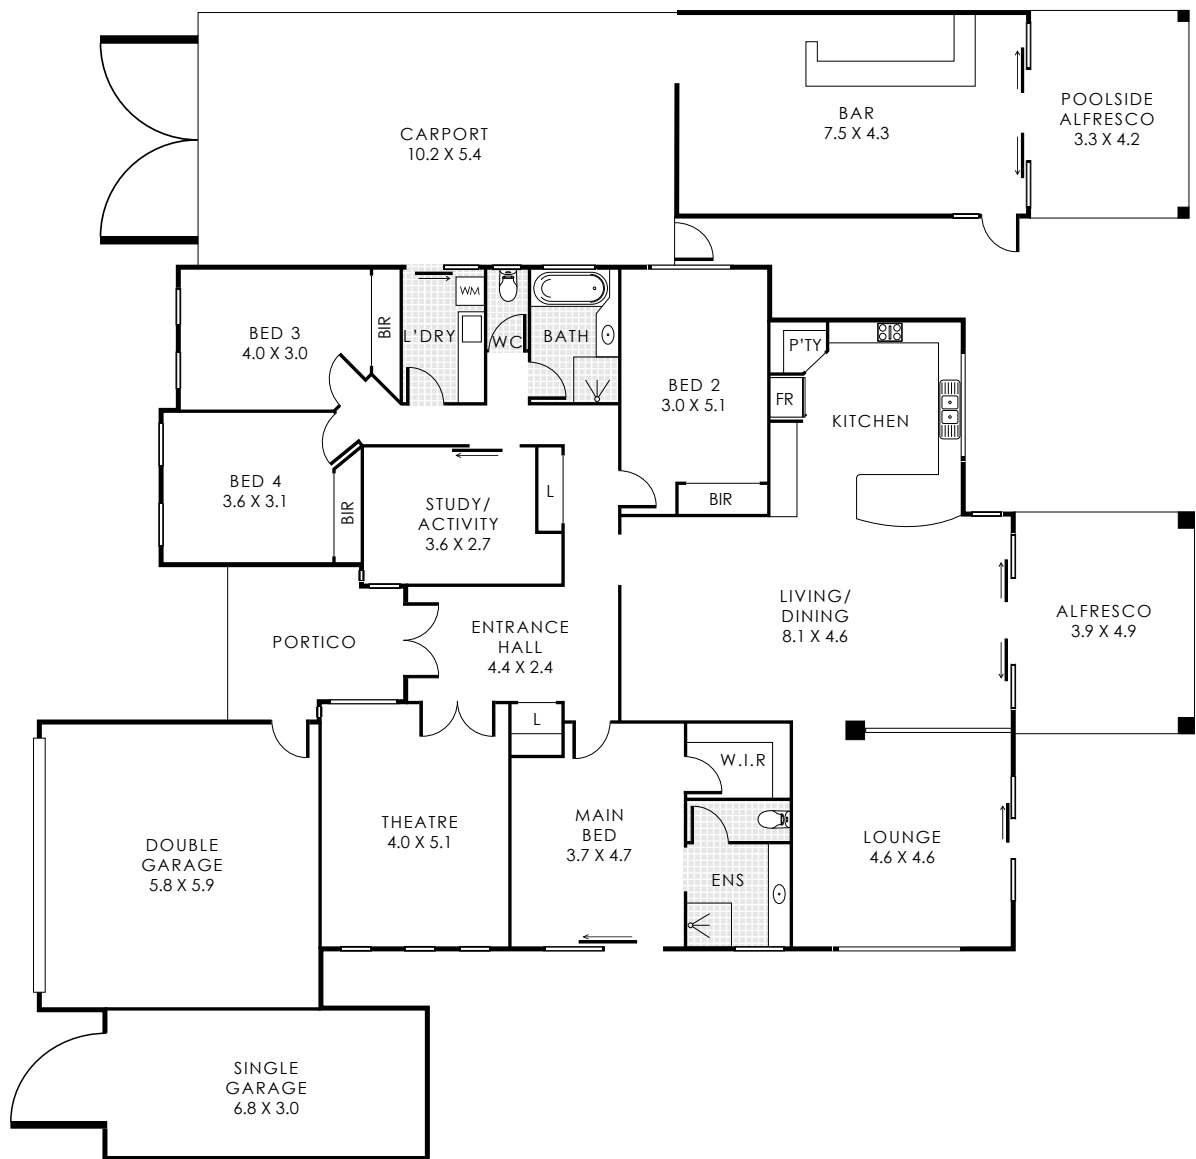 CARPORT
10.2 X 5.4
BAR
7.5 X 4.3
POOLSIDE
ALFRESCO
3.3 X 4.2
BED 3
4.0 X 3.0
BIR
L'DRY
WM
WC
BATH
BED 2
3.0 X 5.1
BIR
P'TY
FR
KITCHEN
BED 4
3.6 X 3.1
BIR
STUDY/
ACTIVITY
3.6 X 2.7
L
LIVING/
DINING
8.1 X 4.6
ALFRESCO
3.9 X 4.9
PORTICO
ENTRANCE
HALL
4.4 X 2.4
L
W.I.R
DOUBLE
GARAGE
5.8 X 5.9
THEATRE
4.0 X 5.1
MAIN
BED
3.7 X 4.7
ENS
LOUNGE
4.6 X 4.6
SINGLE
GARAGE
6.8 X 3.0